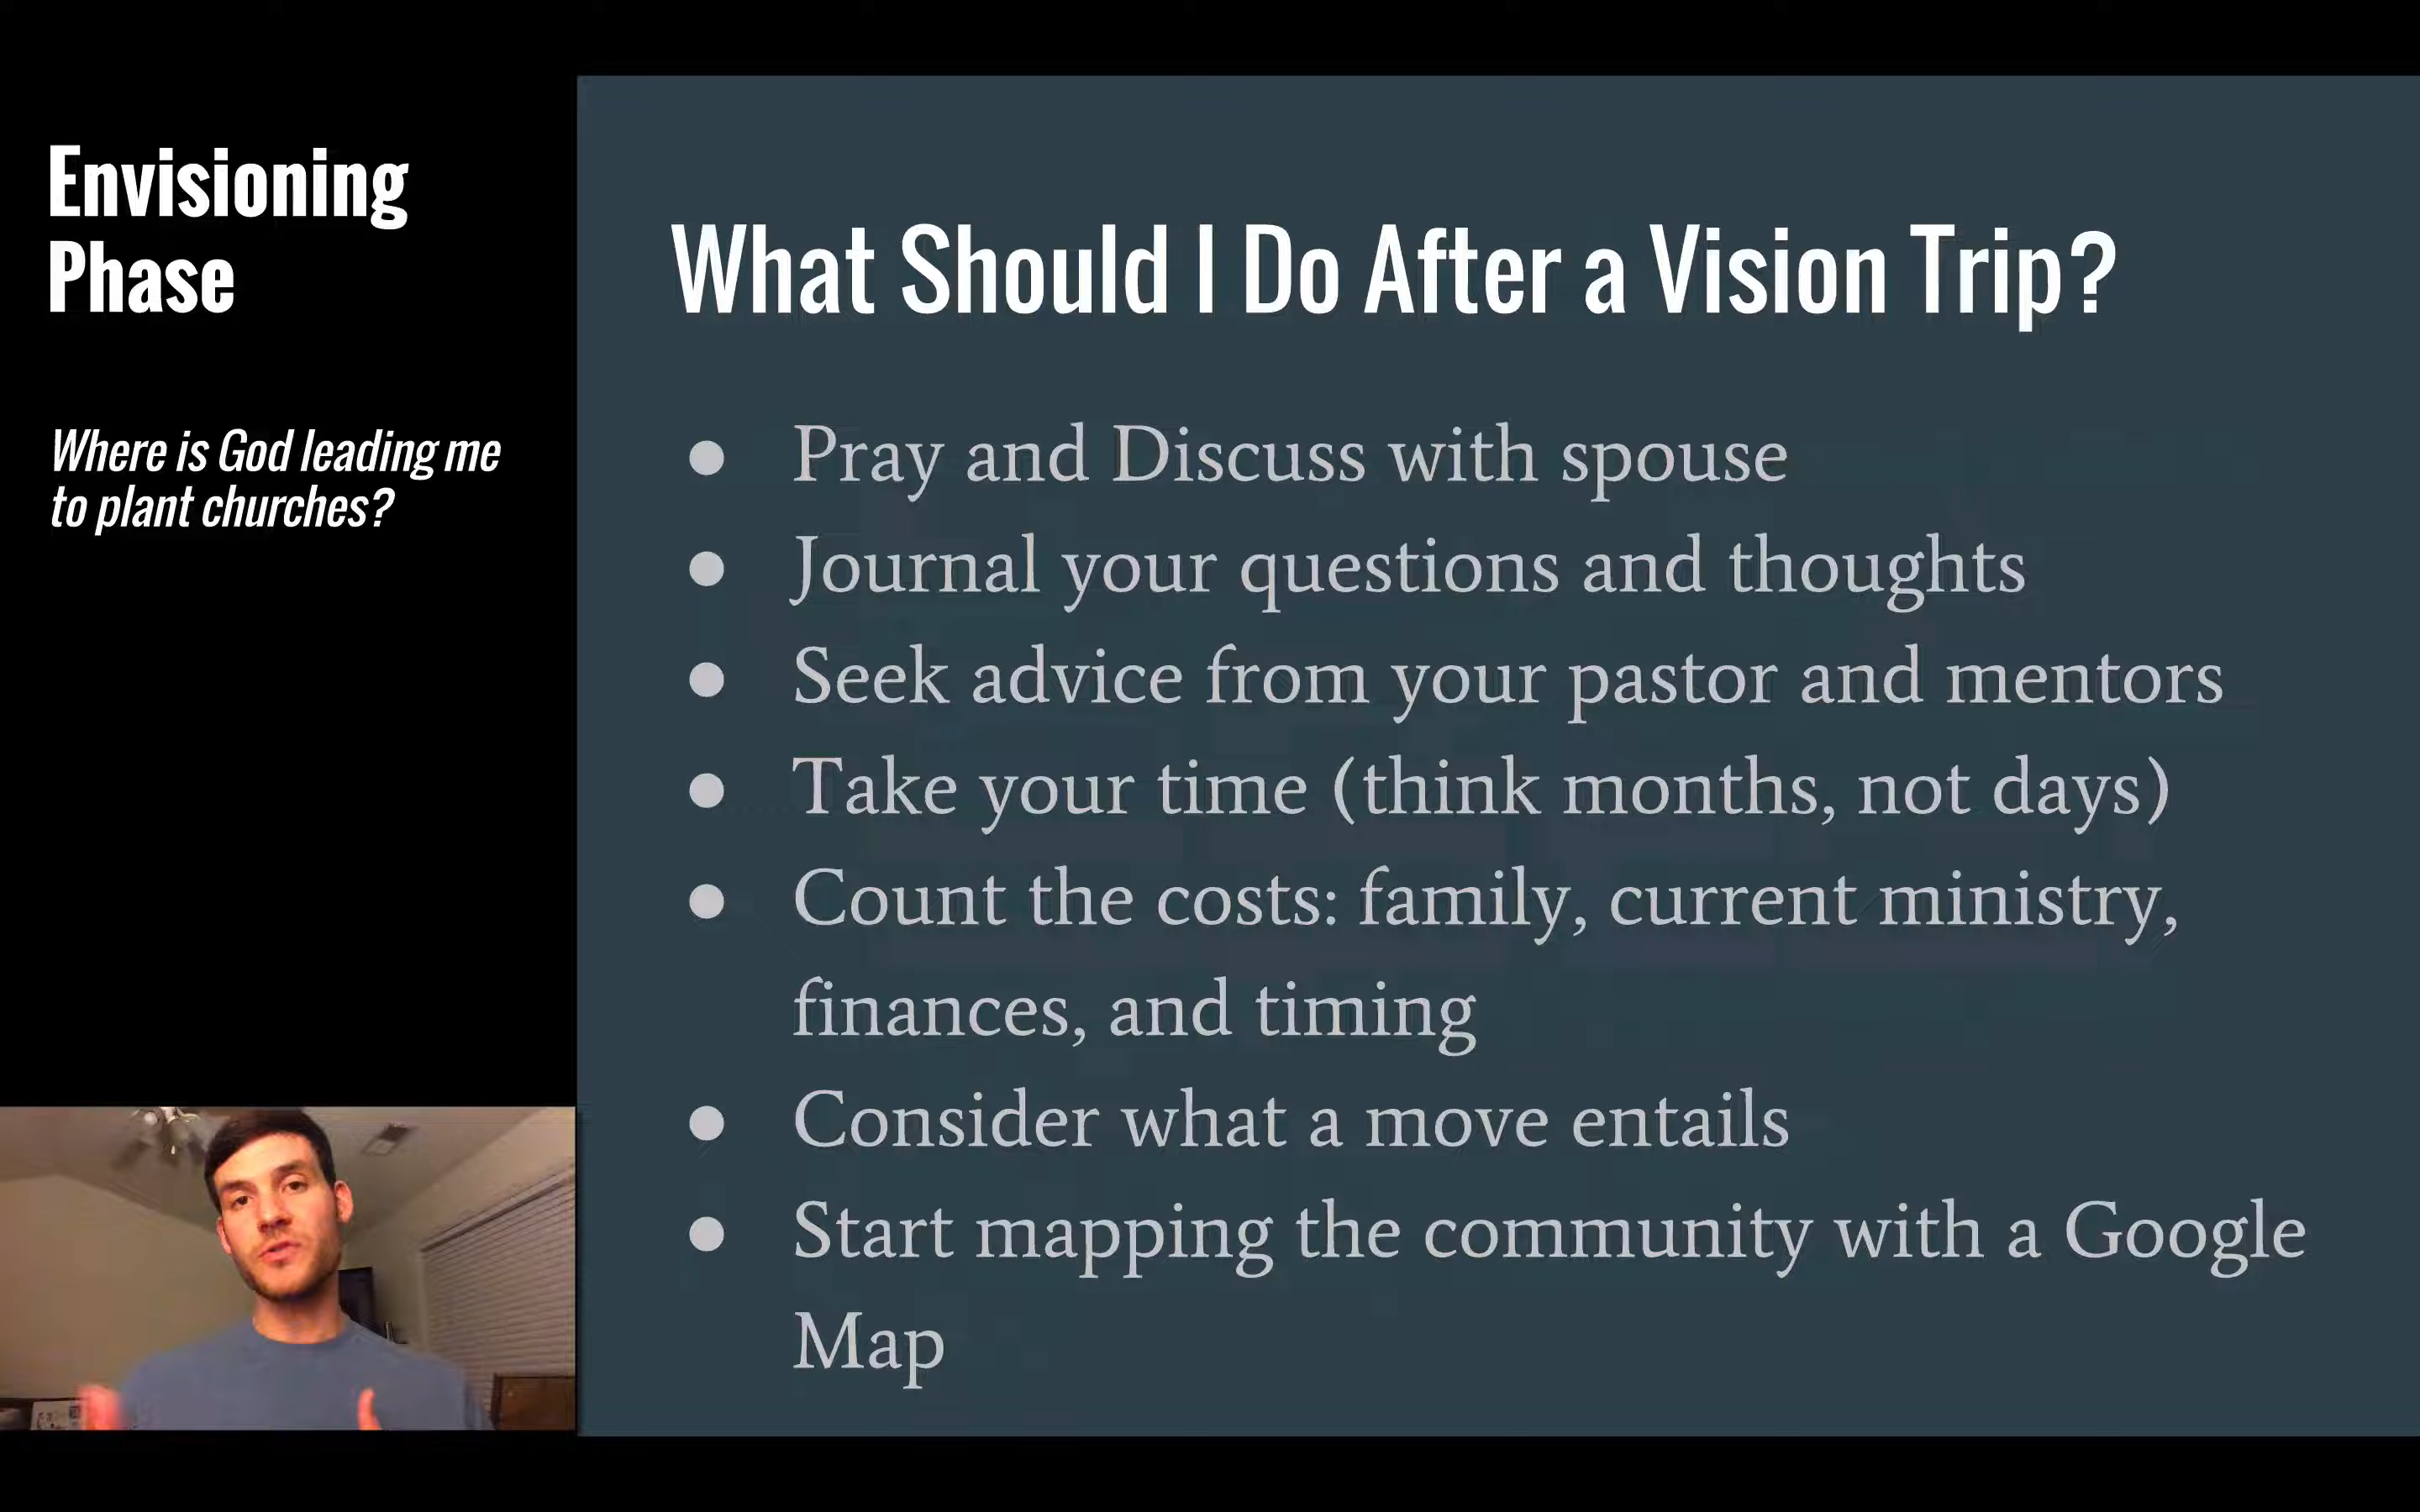 Envisioning
Phase
Where is God leading me
to plant churches?
What Should I Do After a Vision Trip?
● Pray and Discuss with spouse
● Journal your questions and thoughts
● Seek advice from your pastor and mentors
● Take your time (think months, not days)
● Count the costs: family, current ministry,
finances, and timing
● Consider what a move entails
● Start mapping the community with a Google
Map